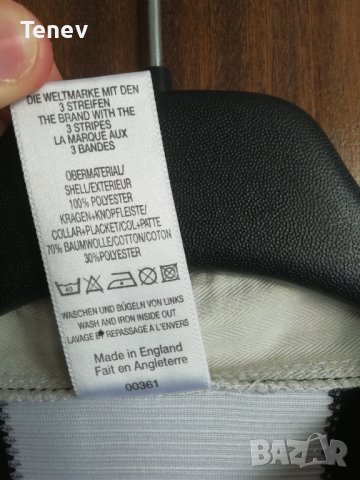 Tenev
DIE WELTMARKE MIT DEN
3 STREIFEN
THE BRAND WITH THE
3 STRIPES
LA MARQUE AUX
3 BANDES
OBERMATERIAL/
SHELL/EXTERIEUR
100% POLYESTER
KRAGEN+KNOPFLEISTE/
COLLAR+PLACKET/COL+PATTE
70% BAUMWOLLE/COTTON/COTON
30% POLYESTER
WASCHEN UND BÜGELN VON LINKS
WASH AND IRON INSIDE OUT
LAVAGE ET REPASSAGE A L'ENVERS
Made in England
Fait en Angleterre
00361
BAZAR